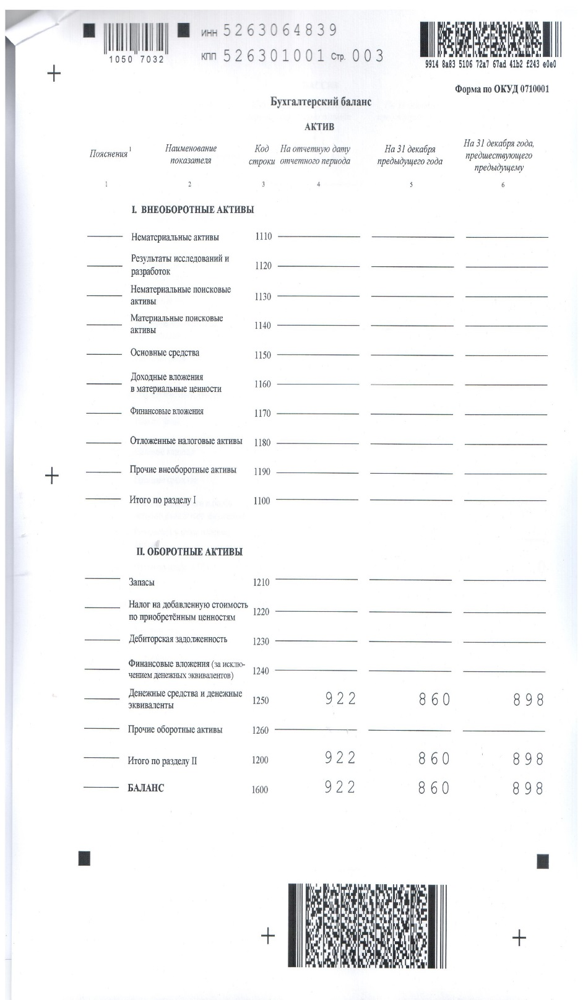 1050 7032
ИНН 5263064839
КПП 526301001 Стр. 003
9914 8a83 5106 72a7 67ad 41b2 f243 e0e0
Форма по ОКУД 0710001
Бухгалтерский баланс
АКТИВ
Пояснения 1 Наименование показателя Код строки На отчетную дату отчетного периода На 31 декабря предыдущего года На 31 декабря года, предшествующего предыдущему
1 2 3 4 5 6
I. ВНЕОБОРОТНЫЕ АКТИВЫ
Нематериальные активы 1110
Результаты исследований и
разработок 1120
Нематериальные поисковые
активы 1130
Материальные поисковые
активы 1140
Основные средства 1150
Доходные вложения
в материальные ценности 1160
Финансовые вложения 1170
Отложенные налоговые активы 1180
Прочие внеоборотные активы 1190
Итого по разделу I 1100
II. ОБОРОТНЫЕ АКТИВЫ
Запасы 1210
Налог на добавленную стоимость
по приобретённым ценностям 1220
Дебиторская задолженность 1230
Финансовые вложения (за исклю-
чением денежных эквивалентов) 1240
Денежные средства и денежные
эквиваленты 1250 922 860 898
Прочие оборотные активы 1260
Итого по разделу II 1200 922 860 898
БАЛАНС 1600 922 860 898